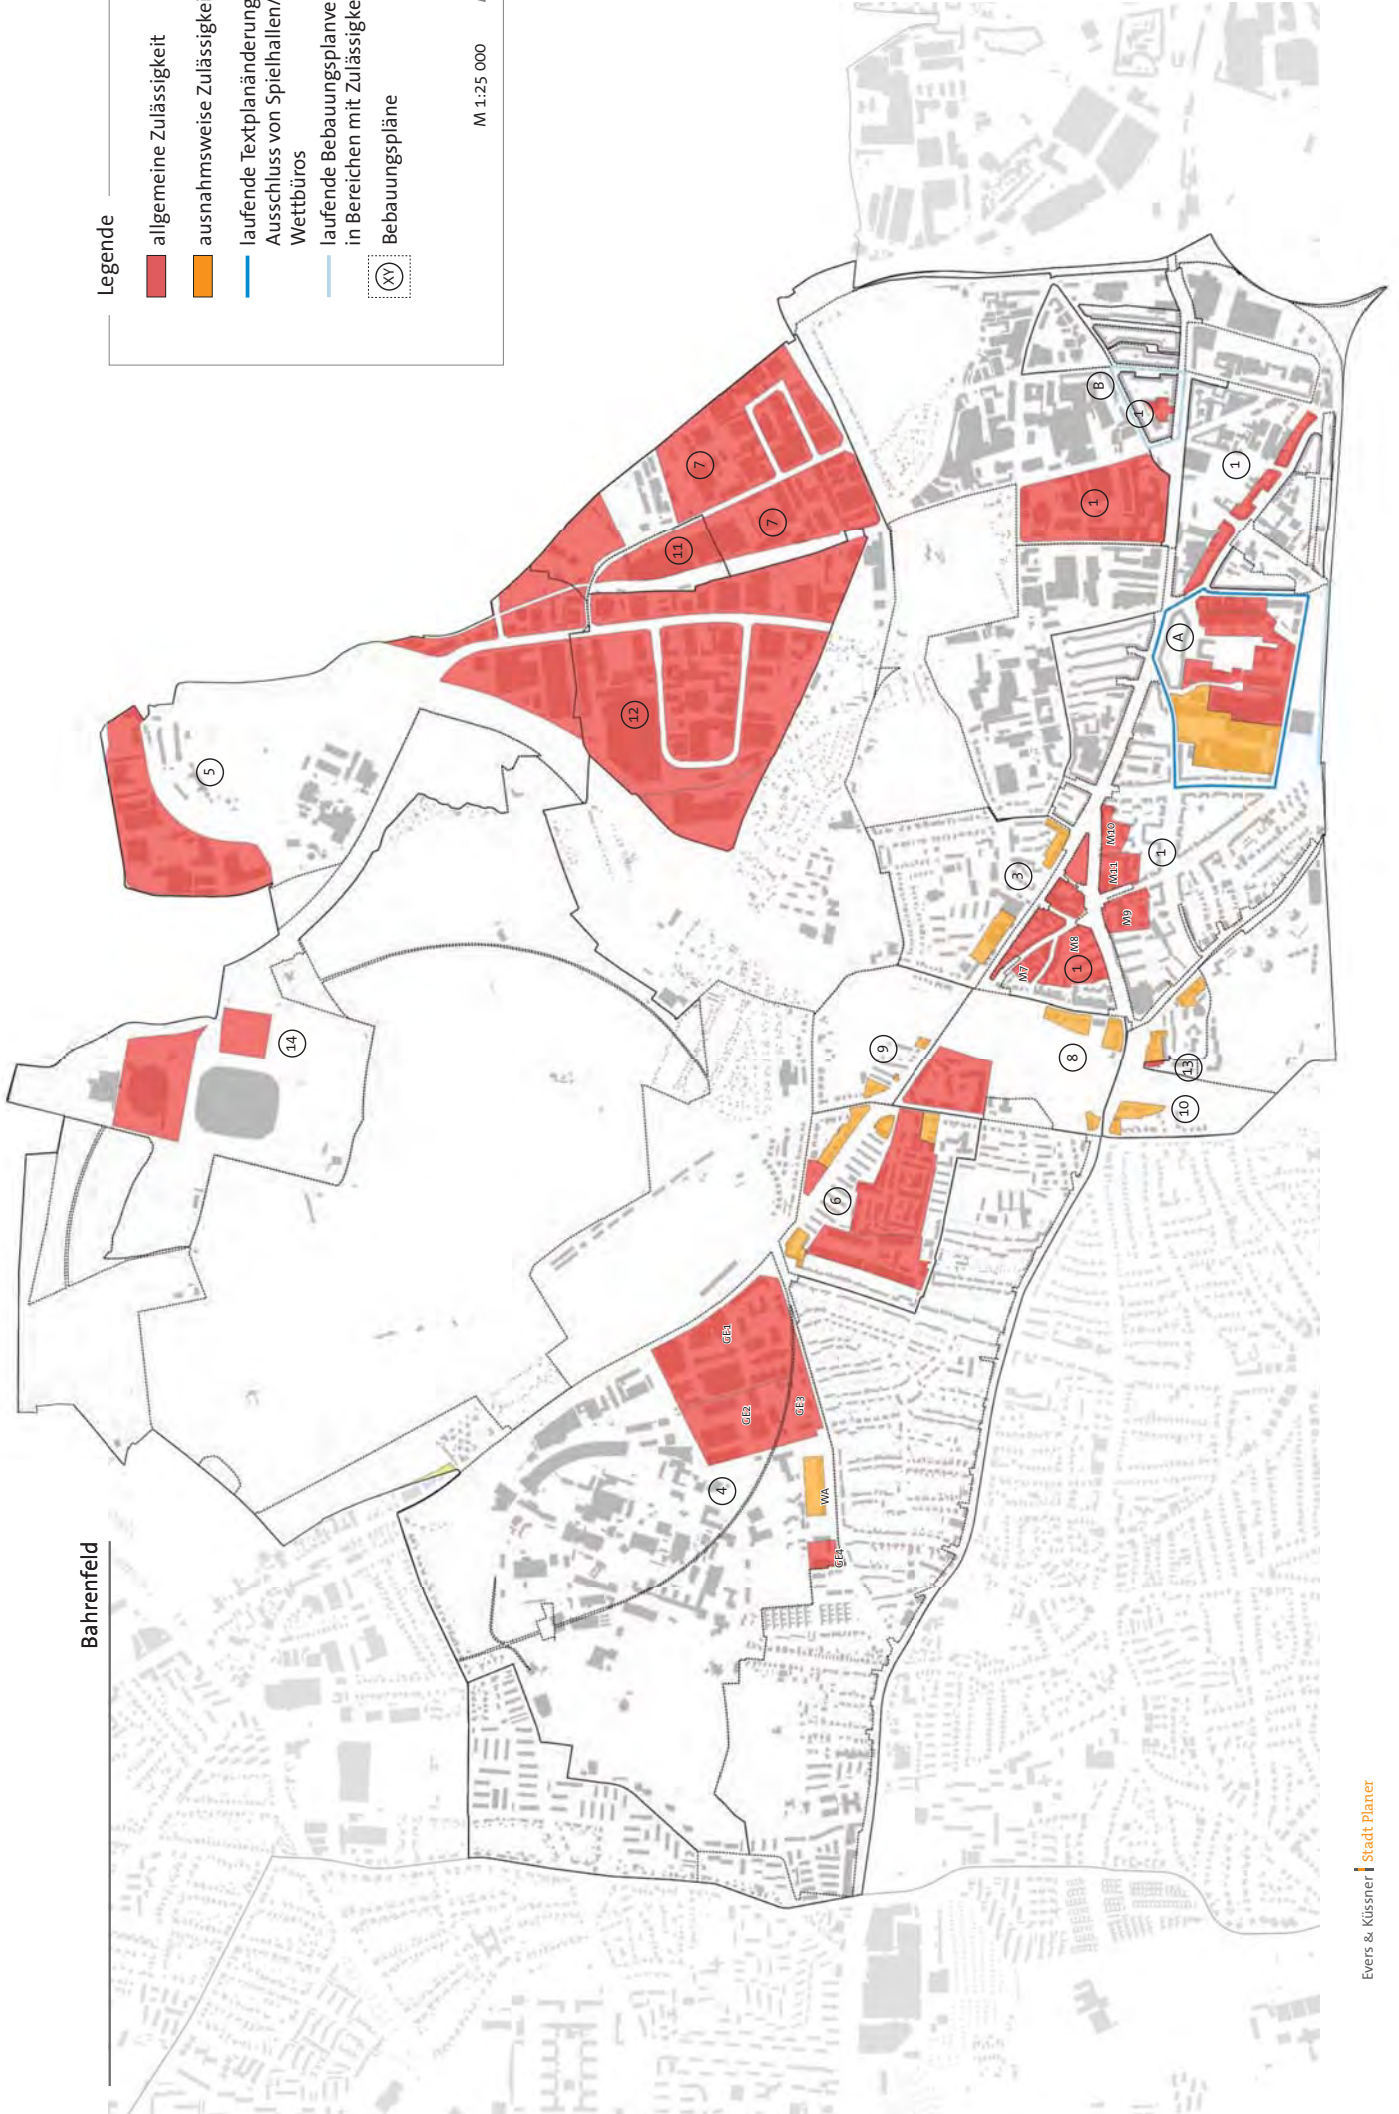 Bahrenfeld
Legende
allgemeine Zulässigkeit
ausnahmsweise Zulässigkei
laufende Textplanänderung
Ausschluss von Spielhallen/
Wettbüros
laufende Bebauungsplanve
in Bereichen mit Zulässigke
XY
Bebauungspläne
M 1:25 000
14
5
12
11
7
7
4
GE1
GE2
GE3
GE4
WA
6
9
8
10
13
3
M7
M8
1
M9
M11
M10
1
A
1
B
1
1
Evers & Küssner | Stadt Planer